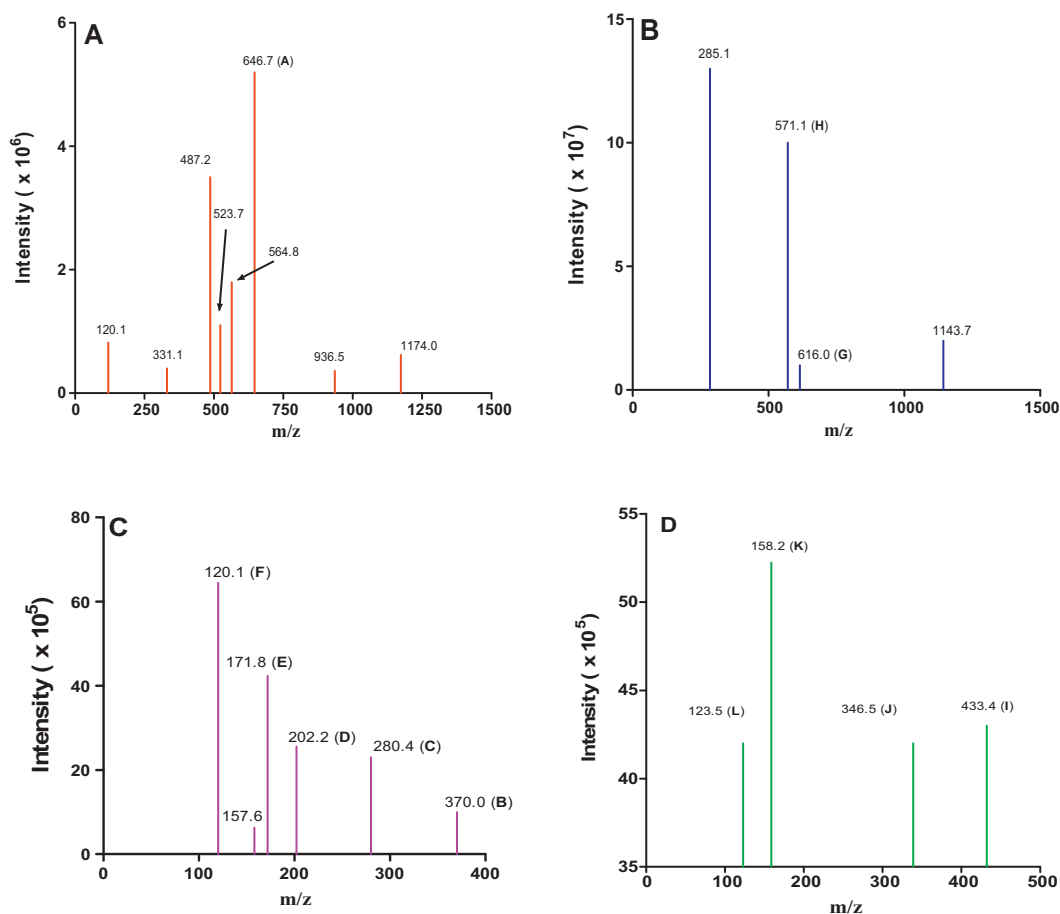 A
6
4
2
0
Intensity ( x 10^6)
646.7 (A)
487.2
523.7
564.8
120.1
331.1
936.5
1174.0
0 250 500 750 1000 1250 1500
m/z
B
15
10
5
0
Intensity ( x 10^7)
285.1
571.1 (H)
616.0 (G)
1143.7
0 500 1000 1500
m/z
C
80
60
40
20
0
Intensity ( x 10^5)
120.1 (F)
171.8 (E)
202.2 (D)
280.4 (C)
157.6
370.0 (B)
0 100 200 300 400
m/z
D
55
52
45
40
35
Intensity ( x 10^5)
158.2 (K)
123.5 (L)
346.5 (J)
433.4 (I)
0 100 200 300 400 500
m/z